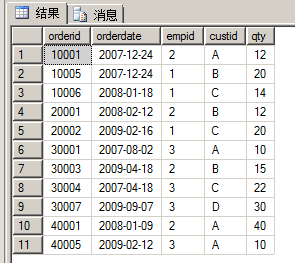 结果 消息
orderid orderdate empid custid qty
1 10001 2007-12-24 2 A 12
2 10005 2007-12-24 1 B 20
3 10006 2008-01-18 1 C 14
4 20001 2008-02-12 2 B 12
5 20002 2009-02-16 1 C 20
6 30001 2007-08-02 3 A 10
7 30003 2009-04-18 2 B 15
8 30004 2007-04-18 3 C 22
9 30007 2009-09-07 3 D 30
10 40001 2008-01-09 2 A 40
11 40005 2009-02-12 3 A 10